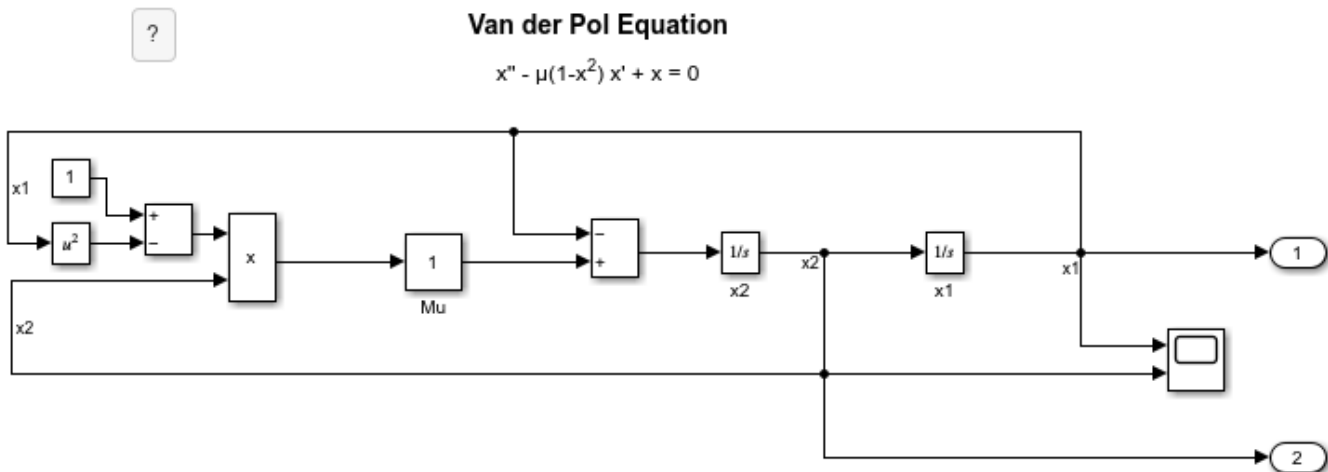 ?
Van der Pol Equation
x" - μ(1-x²) x' + x = 0
x1
1
+
−
u²
x
x2
1
Mu
−
+
1/s
x2
x2
1/s
x1
x1
1
2